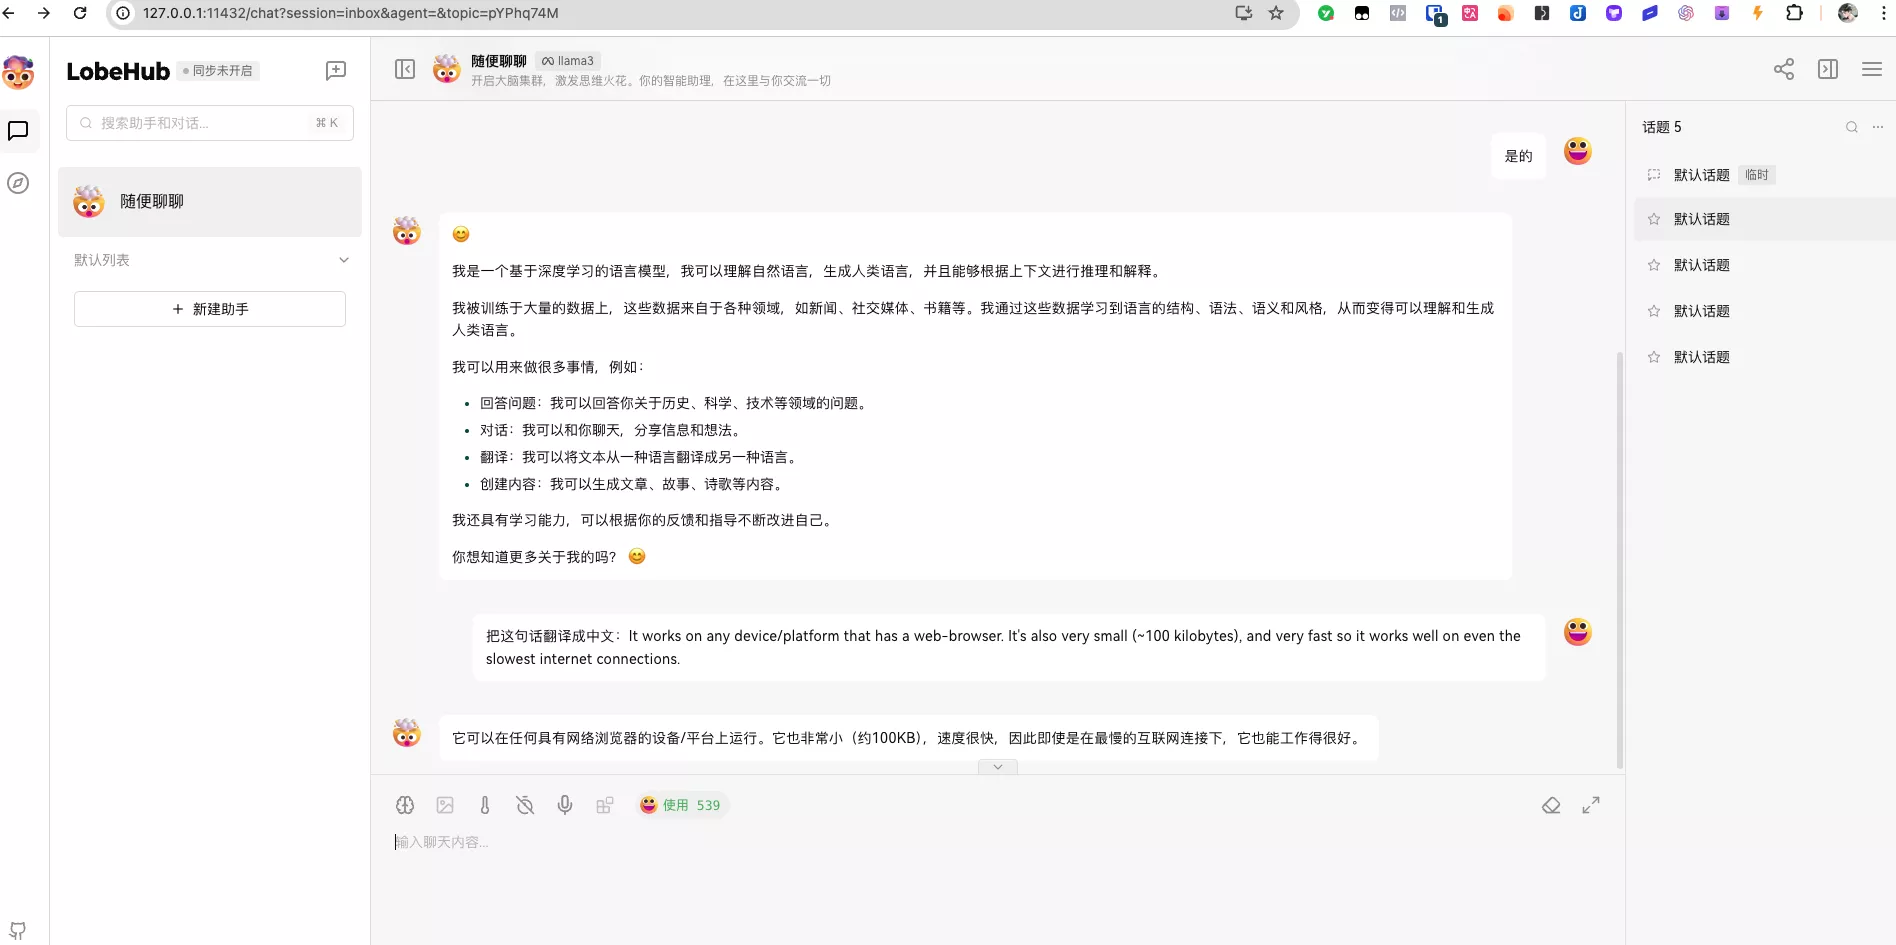 127.0.0.1:11432/chat?session=inbox&agent=&topic=pYPhq74M
1
LobeHub
同步未开启
搜索助手和对话...
⌘ K
随便聊聊
默认列表
+ 新建助手
随便聊聊
llama3
开启大脑集群，激发思维火花。你的智能助理，在这里与你交流一切
是的
😊
我是一个基于深度学习的语言模型，我可以理解自然语言，生成人类语言，并且能够根据上下文进行推理和解释。
我被训练于大量的数据上，这些数据来自于各种领域，如新闻、社交媒体、书籍等。我通过这些数据学习到语言的结构、语法、语义和风格，从而变得可以理解和生成
人类语言。
我可以用来做很多事情，例如：
• 回答问题：我可以回答你关于历史、科学、技术等领域的问题。
• 对话：我可以和你聊天，分享信息和想法。
• 翻译：我可以将文本从一种语言翻译成另一种语言。
• 创建内容：我可以生成文章、故事、诗歌等内容。
我还具有学习能力，可以根据你的反馈和指导不断改进自己。
你想知道更多关于我的吗？ 😊
把这句话翻译成中文：It works on any device/platform that has a web-browser. It's also very small (~100 kilobytes), and very fast so it works well on even the
slowest internet connections.
它可以在任何具有网络浏览器的设备/平台上运行。它也非常小（约100KB），速度很快，因此即使是在最慢的互联网连接下，它也能工作得很好。
使用 539
输入聊天内容...
话题 5
默认话题 临时
默认话题
默认话题
默认话题
默认话题